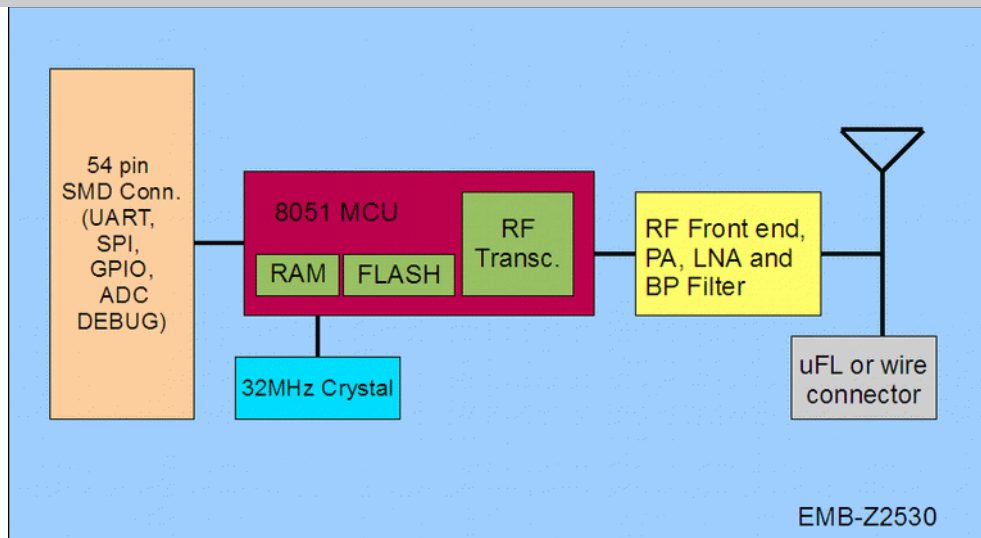 54 pin
SMD Conn.
(UART,
SPI,
GPIO,
ADC
DEBUG)
8051 MCU
RAM
FLASH
RF
Transc.
32MHz Crystal
RF Front end,
PA, LNA and
BP Filter
uFL or wire
connector
EMB-Z2530